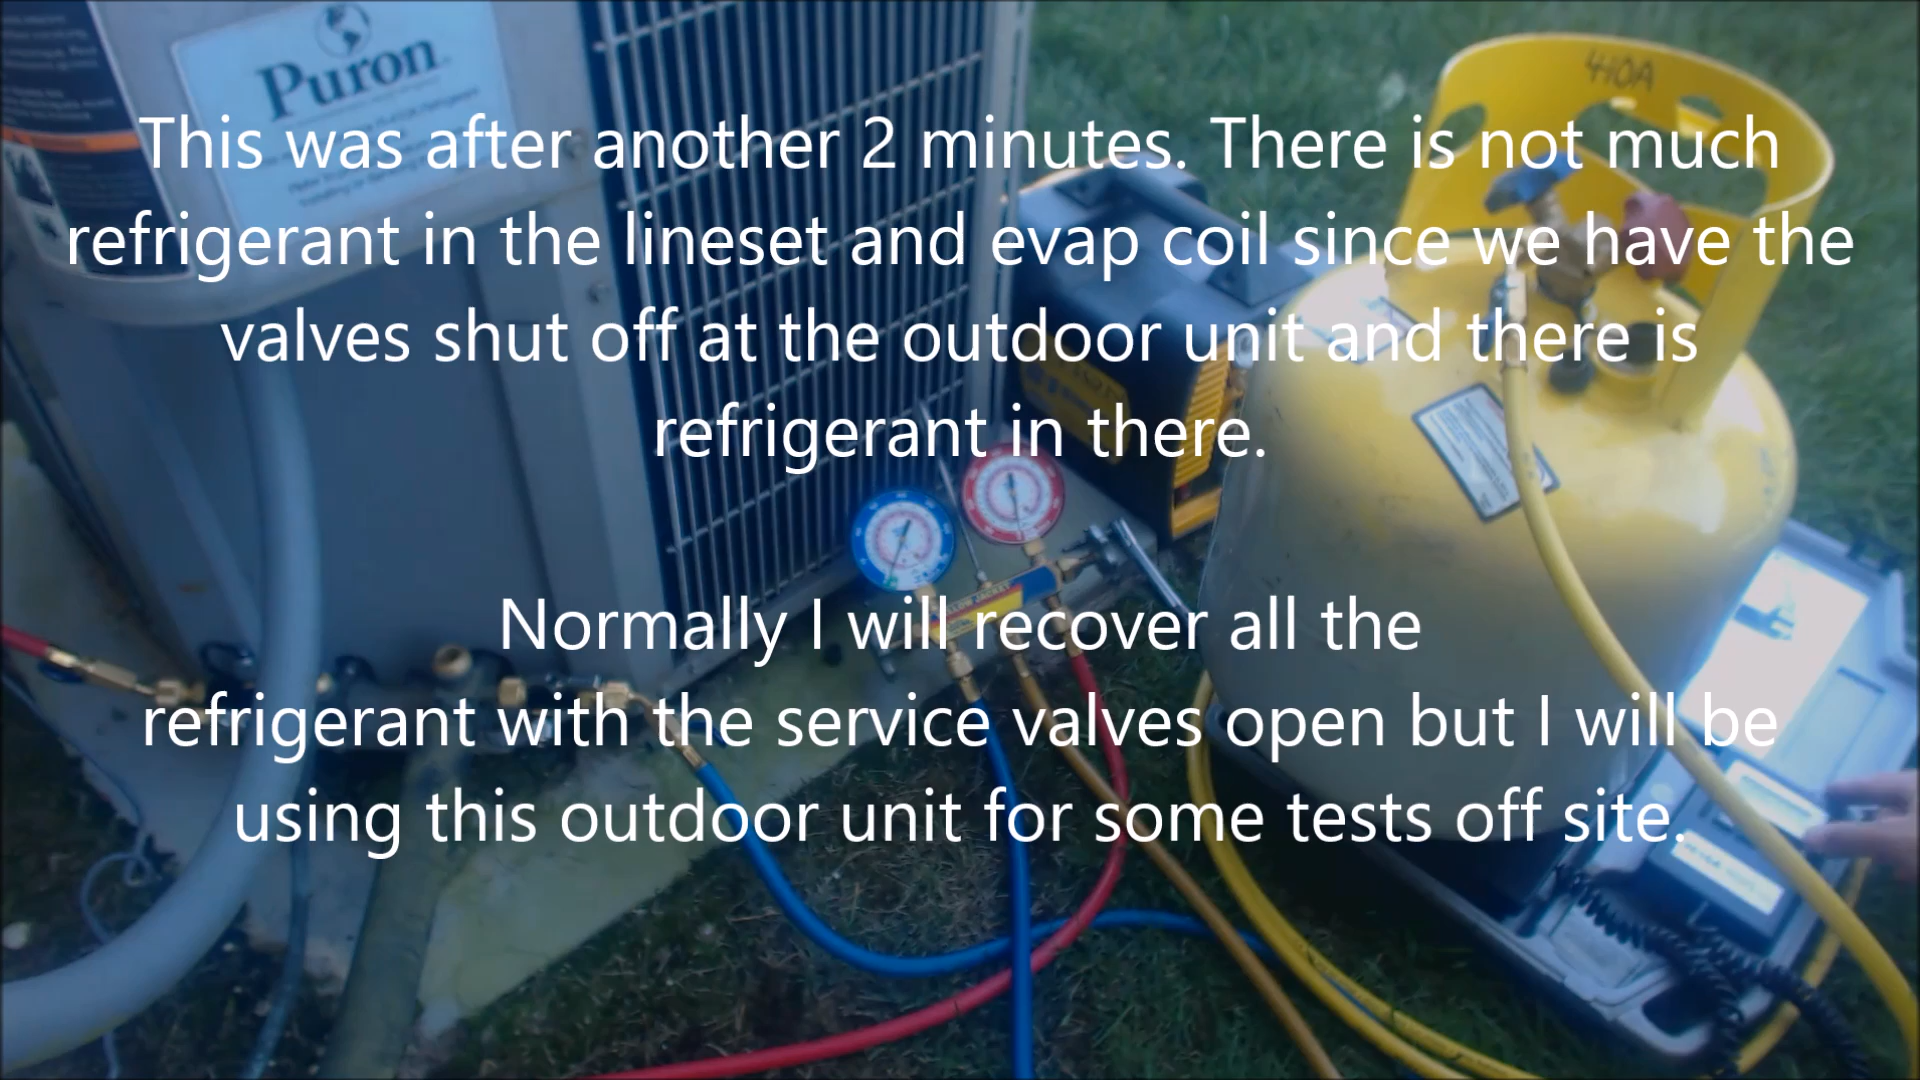 Puron
410A
This was after another 2 minutes. There is not much
refrigerant in the lineset and evap coil since we have the
valves shut off at the outdoor unit and there is
refrigerant in there.
Normally I will recover all the
refrigerant with the service valves open but I will be
using this outdoor unit for some tests off site.
YELLOW JACKET